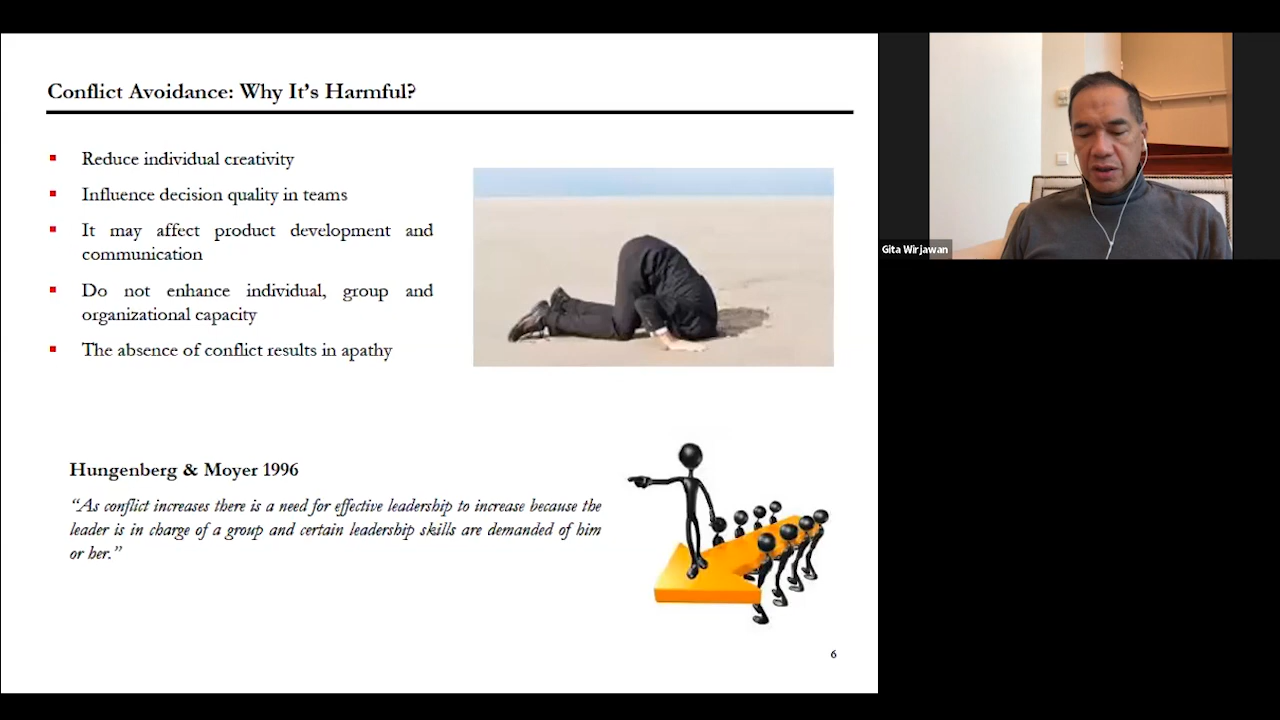 Conflict Avoidance: Why It's Harmful?
Reduce individual creativity
Influence decision quality in teams
It may affect product development and
communication
Do not enhance individual, group and
organizational capacity
The absence of conflict results in apathy
Hungenberg & Moyer 1996
“As conflict increases there is a need for effective leadership to increase because the
leader is in charge of a group and certain leadership skills are demanded of him
or her.”
6
Gita Wirjawan